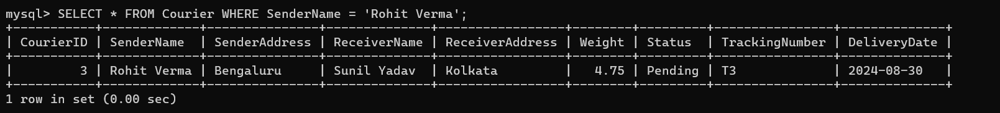 mysql> SELECT * FROM Courier WHERE SenderName = 'Rohit Verma';
+-----------+-------------+---------------+--------------+-----------------+--------+---------+----------------+--------------+
| CourierID | SenderName  | SenderAddress | ReceiverName | ReceiverAddress | Weight | Status  | TrackingNumber | DeliveryDate |
+-----------+-------------+---------------+--------------+-----------------+--------+---------+----------------+--------------+
|         3 | Rohit Verma | Bengaluru     | Sunil Yadav  | Kolkata         |   4.75 | Pending | T3             | 2024-08-30   |
+-----------+-------------+---------------+--------------+-----------------+--------+---------+----------------+--------------+
1 row in set (0.00 sec)